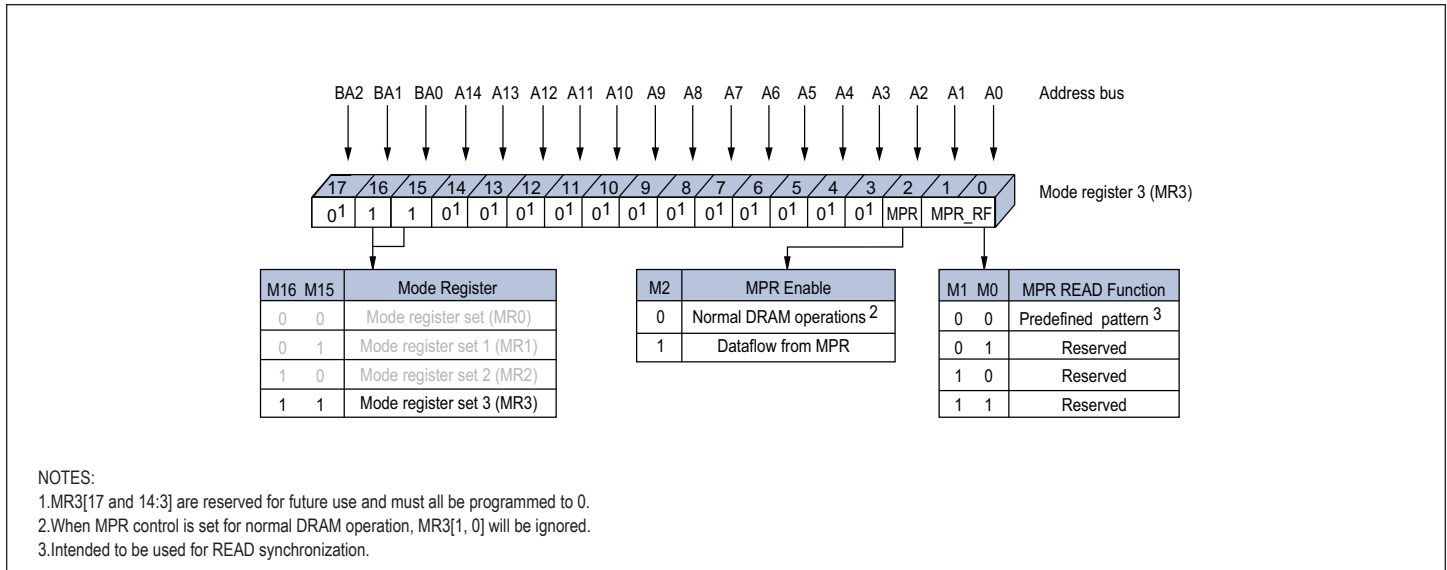 BA2 BA1 BA0 A14 A13 A12 A11 A10 A9 A8 A7 A6 A5 A4 A3 A2 A1 A0 Address bus
17 16 15 14 13 12 11 10 9 8 7 6 5 4 3 2 1 0
Mode register 3 (MR3)
0¹ 1 1 0¹ 0¹ 0¹ 0¹ 0¹ 0¹ 0¹ 0¹ 0¹ 0¹ 0¹ 0¹ MPR MPR_RF
M16 M15 Mode Register
0 0 Mode register set (MR0)
0 1 Mode register set 1 (MR1)
1 0 Mode register set 2 (MR2)
1 1 Mode register set 3 (MR3)
M2 MPR Enable
0 Normal DRAM operations ²
1 Dataflow from MPR
M1 M0 MPR READ Function
0 0 Predefined pattern ³
0 1 Reserved
1 0 Reserved
1 1 Reserved
NOTES:
1.MR3[17 and 14:3] are reserved for future use and must all be programmed to 0.
2.When MPR control is set for normal DRAM operation, MR3[1, 0] will be ignored.
3.Intended to be used for READ synchronization.